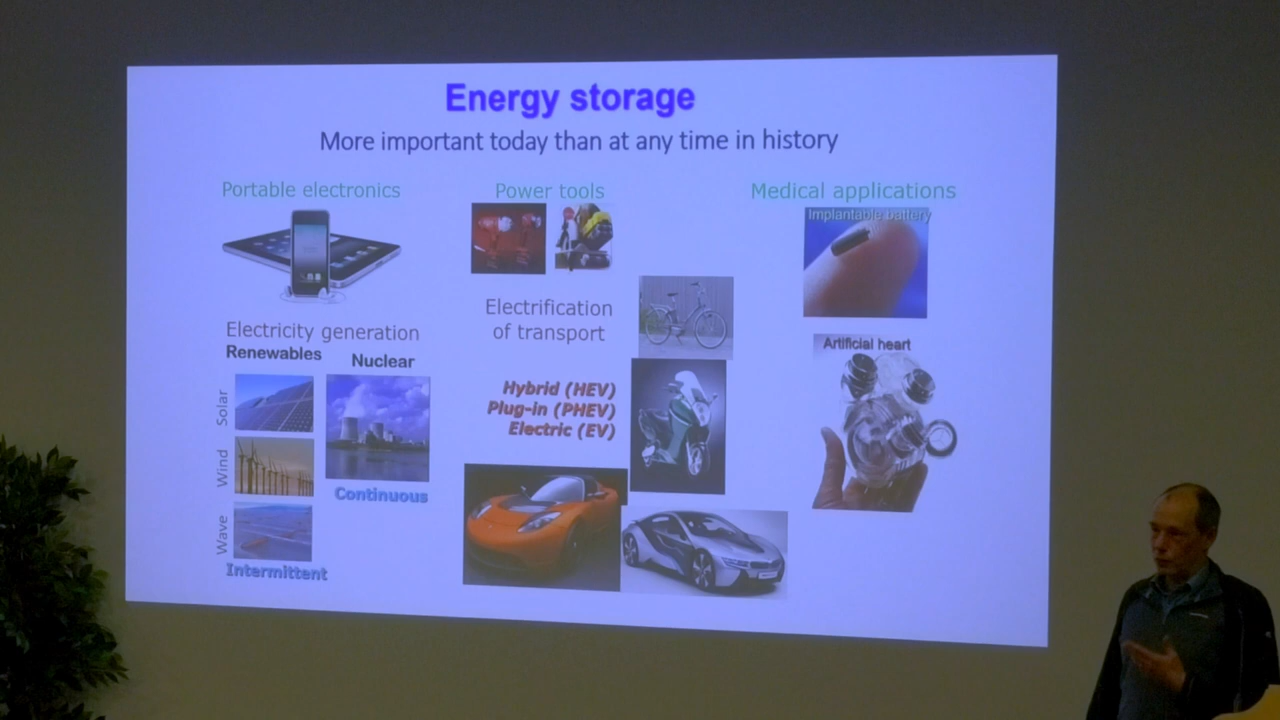 Energy storage
More important today than at any time in history
Portable electronics
Power tools
Medical applications
Implantable battery
Electrification
of transport
Electricity generation
Renewables
Nuclear
Artificial heart
Solar
Wind
Wave
Hybrid (HEV)
Plug-in (PHEV)
Electric (EV)
Continuous
Intermittent